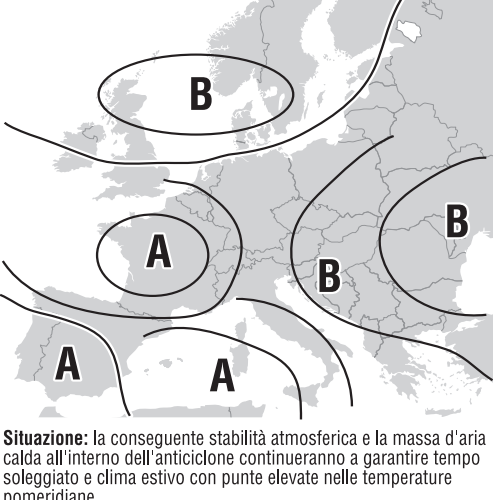 B
B
A
B
A
A
Situazione: la conseguente stabilità atmosferica e la massa d'aria
calda all'interno dell'anticiclone continueranno a garantire tempo
soleggiato e clima estivo con punte elevate nelle temperature
pomeridiane